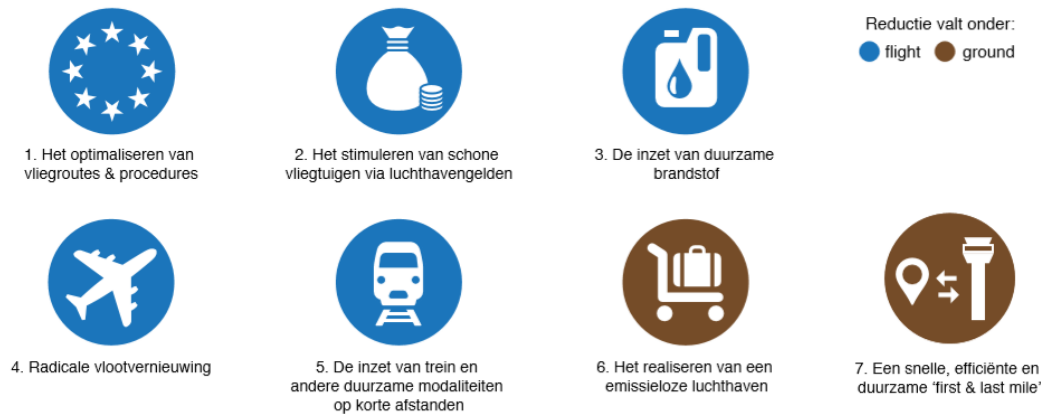 Reductie valt onder:
flight ground
1. Het optimaliseren van
vliegroutes & procedures
2. Het stimuleren van schone
vliegtuigen via luchthavengelden
3. De inzet van duurzame
brandstof
4. Radicale vlootvernieuwing
5. De inzet van trein en
andere duurzame modaliteiten
op korte afstanden
6. Het realiseren van een
emissieloze luchthaven
7. Een snelle, efficiënte en
duurzame ‘first & last mile’